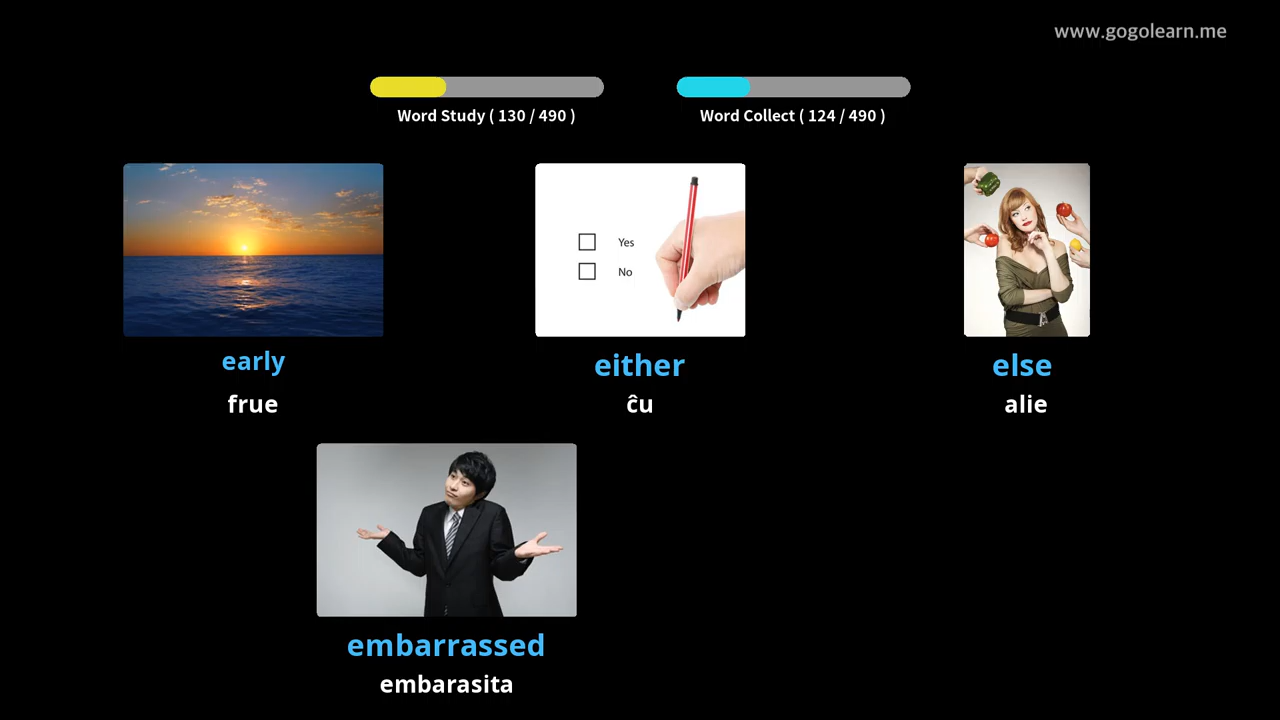 www.gogolearn.me
Word Study ( 130 / 490 )
Word Collect ( 124 / 490 )
Yes
No
early
frue
either
ĉu
else
alie
embarrassed
embarasita